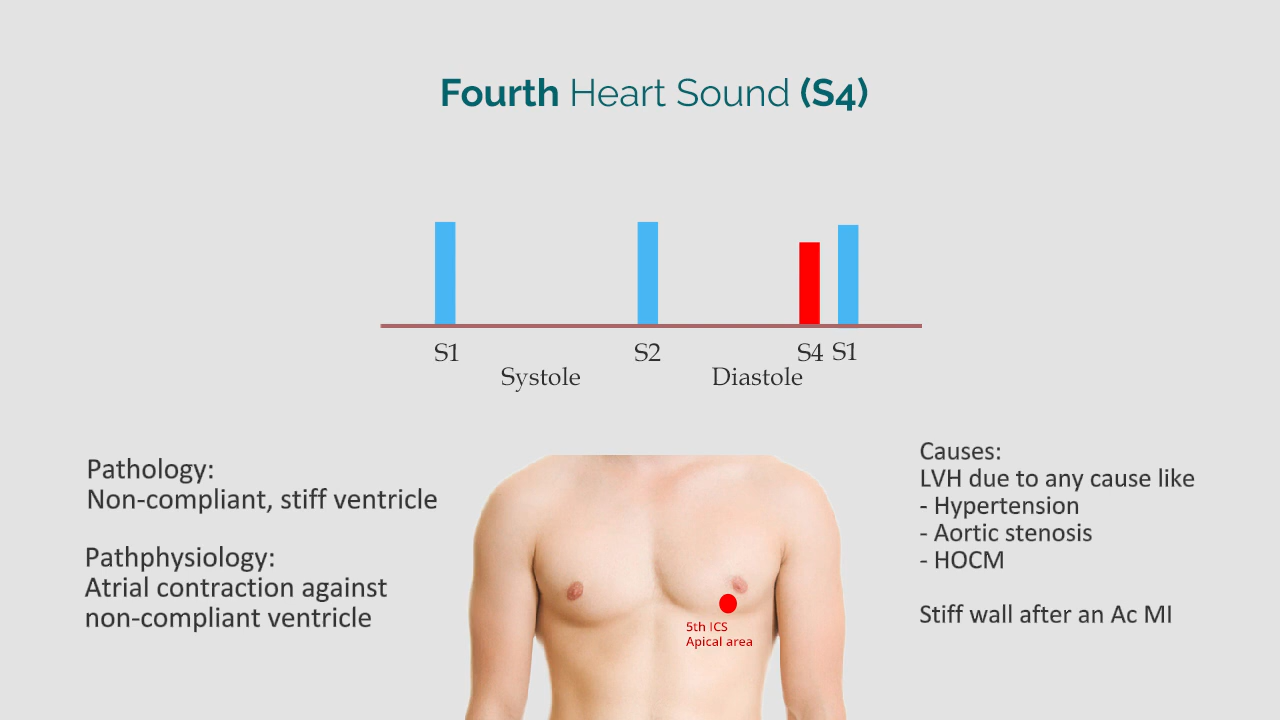 Fourth Heart Sound (S4)
S1
S2
S4 S1
Systole
Diastole
Pathology:
Non-compliant, stiff ventricle
Pathphysiology:
Atrial contraction against
non-compliant ventricle
5th ICS
Apical area
Causes:
LVH due to any cause like
- Hypertension
- Aortic stenosis
- HOCM
Stiff wall after an Ac MI